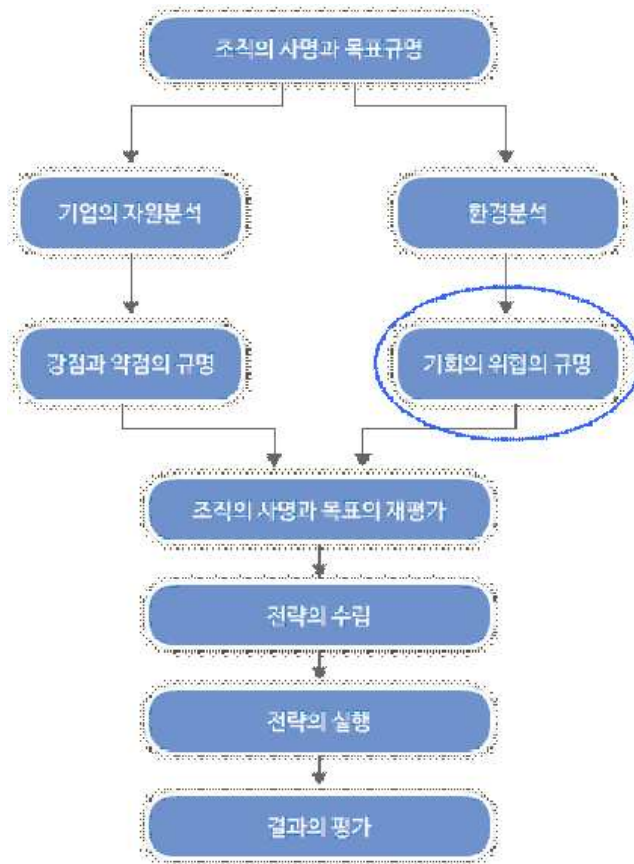 조직의 사명과 목표규명
기업의 자원분석
환경분석
강점과 약점의 규명
기회의 위협의 규명
조직의 사명과 목표의 재평가
전략의 수립
전략의 실행
결과의 평가